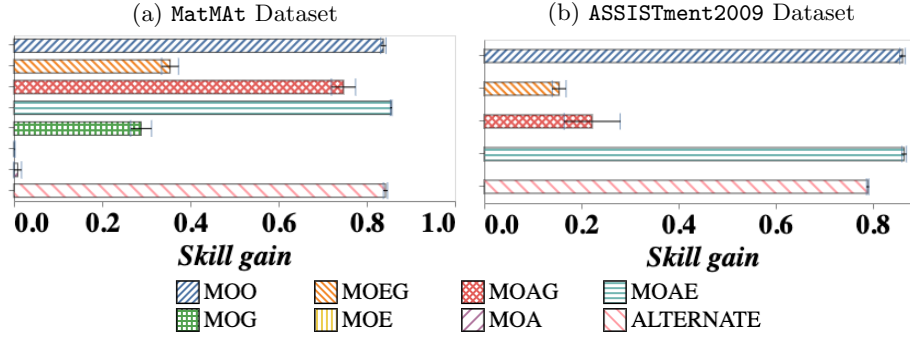 (a) MatMAt Dataset
(b) ASSISTment2009 Dataset
0.0 0.2 0.4 0.6 0.8 1.0
0.0 0.2 0.4 0.6 0.8
Skill gain
Skill gain
MOO MOEG MOAG MOAE
MOG MOE MOA ALTERNATE